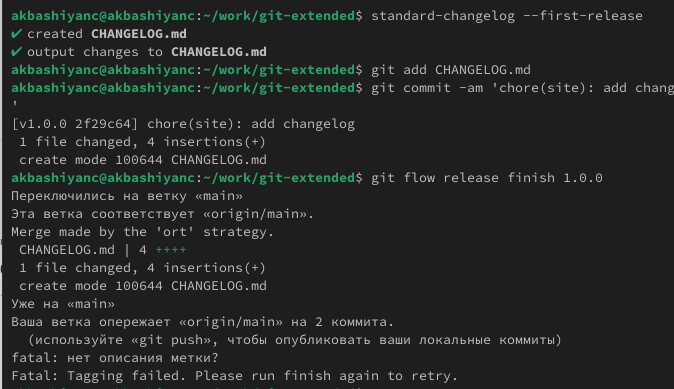 akbashiyanc@akbashiyanc:~/work/git-extended$ standard-changelog --first-release
✔ created CHANGELOG.md
✔ output changes to CHANGELOG.md
akbashiyanc@akbashiyanc:~/work/git-extended$ git add CHANGELOG.md
akbashiyanc@akbashiyanc:~/work/git-extended$ git commit -am 'chore(site): add chang
'
[v1.0.0 2f29c64] chore(site): add changelog
1 file changed, 4 insertions(+)
create mode 100644 CHANGELOG.md
akbashiyanc@akbashiyanc:~/work/git-extended$ git flow release finish 1.0.0
Переключились на ветку «main»
Эта ветка соответствует «origin/main».
Merge made by the 'ort' strategy.
CHANGELOG.md | 4 ++++
1 file changed, 4 insertions(+)
create mode 100644 CHANGELOG.md
Уже на «main»
Ваша ветка опережает «origin/main» на 2 коммита.
(используйте «git push», чтобы опубликовать ваши локальные коммиты)
fatal: нет описания метки?
Fatal: Tagging failed. Please run finish again to retry.